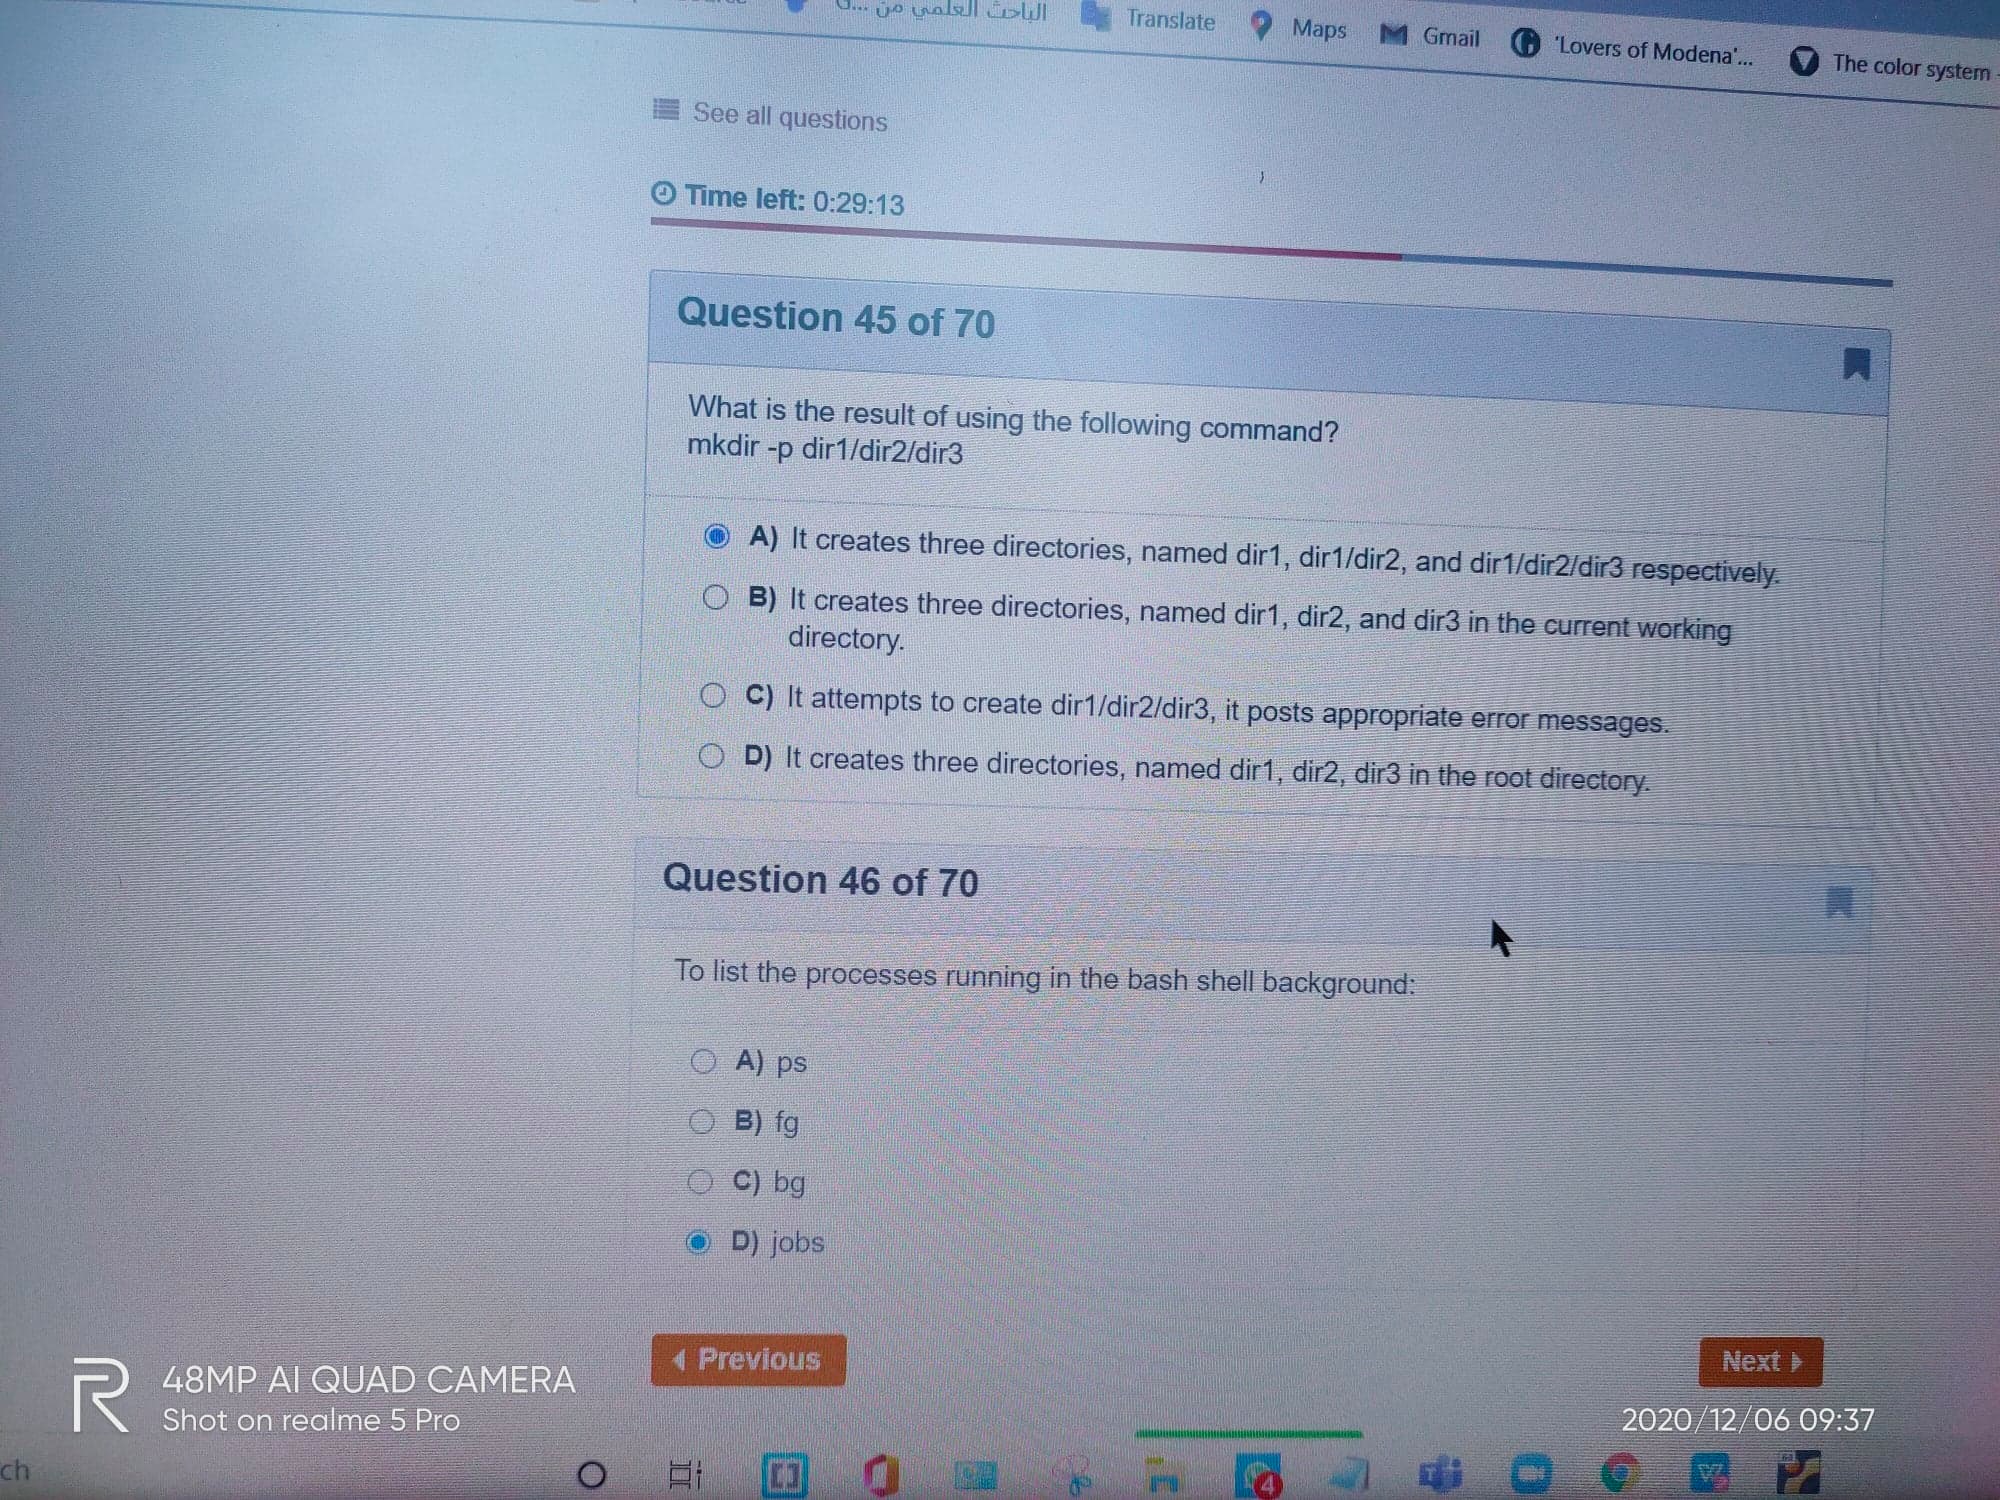 الباحث العلمي من
Translate
Maps
Gmail
'Lovers of Modena'...
The color system
See all questions
Time left: 0:29:13
Question 45 of 70
What is the result of using the following command?
mkdir -p dir1/dir2/dir3
A) It creates three directories, named dir1, dir1/dir2, and dir1/dir2/dir3 respectively.
B) It creates three directories, named dir1, dir2, and dir3 in the current working
directory.
C) It attempts to create dir1/dir2/dir3, it posts appropriate error messages.
D) It creates three directories, named dir1, dir2, dir3 in the root directory.
Question 46 of 70
To list the processes running in the bash shell background:
A) ps
B) fg
C) bg
D) jobs
Previous
Next
R
48MP AI QUAD CAMERA
Shot on realme 5 Pro
2020/12/06 09:37
ch
4